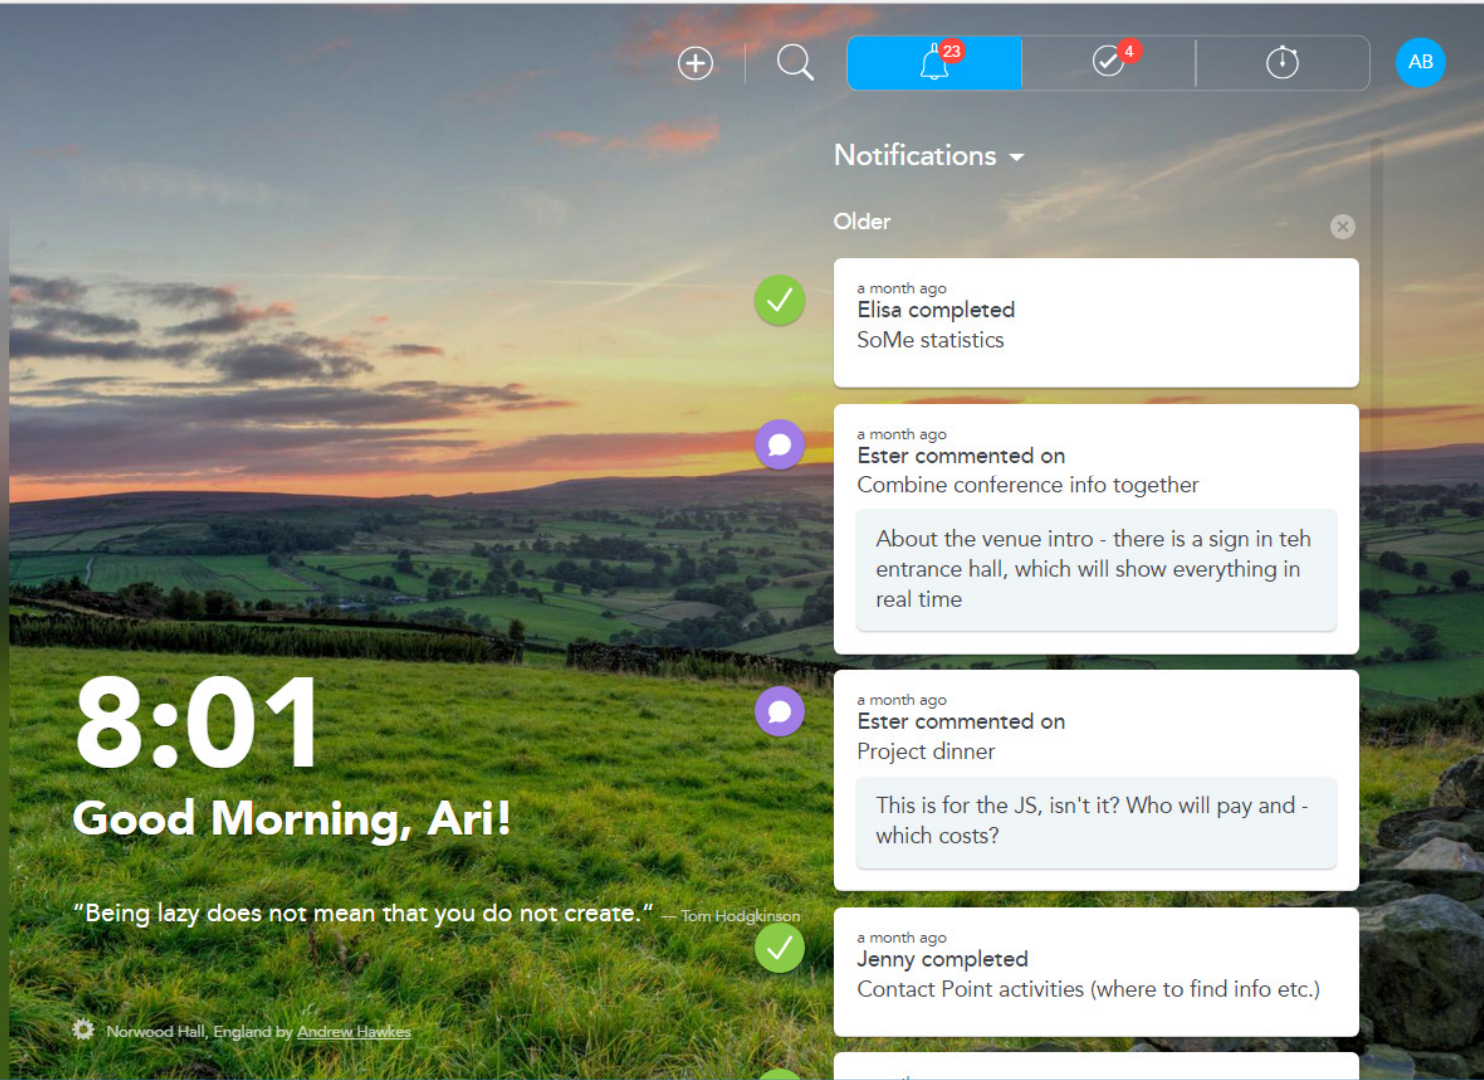 23
4
AB
Notifications
Older
a month ago
Elisa completed
SoMe statistics
a month ago
Ester commented on
Combine conference info together
About the venue intro - there is a sign in teh
entrance hall, which will show everything in
real time
a month ago
Ester commented on
Project dinner
This is for the JS, isn't it? Who will pay and -
which costs?
a month ago
Jenny completed
Contact Point activities (where to find info etc.)
8:01
Good Morning, Ari!
“Being lazy does not mean that you do not create.” — Tom Hodgkinson
Norwood Hall, England by Andrew Hawkes